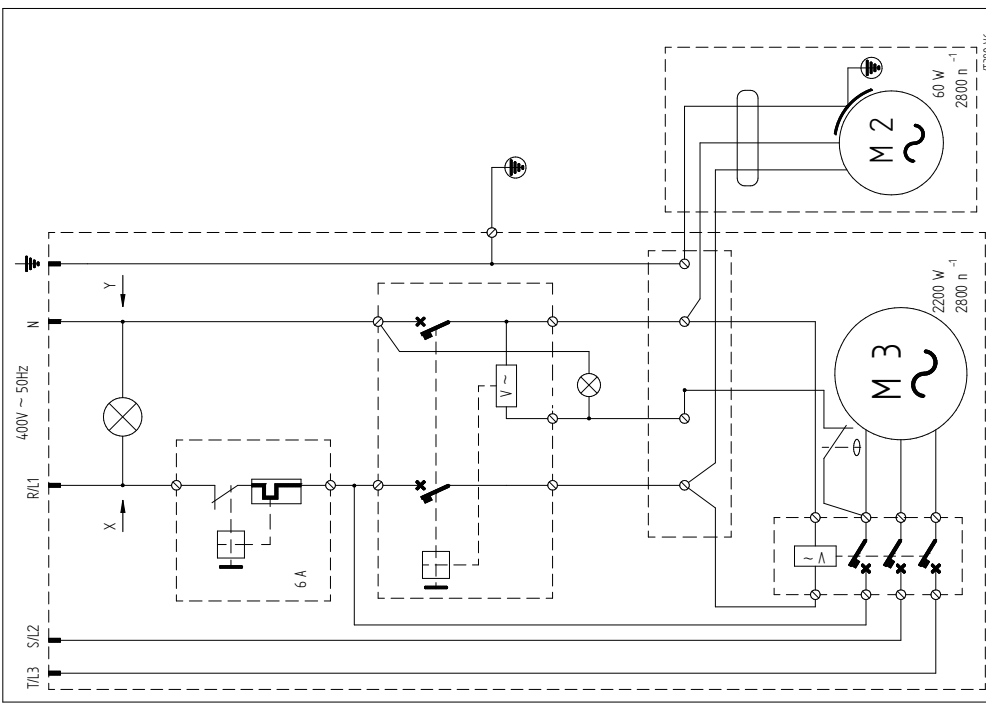 400V ~ 50Hz
T/L3
S/L2
R/L1
N
X
Y
6 A
V ~
V ~
M 2
60 W
2800 n ⁻¹
M 3
2200 W
2800 n ⁻¹